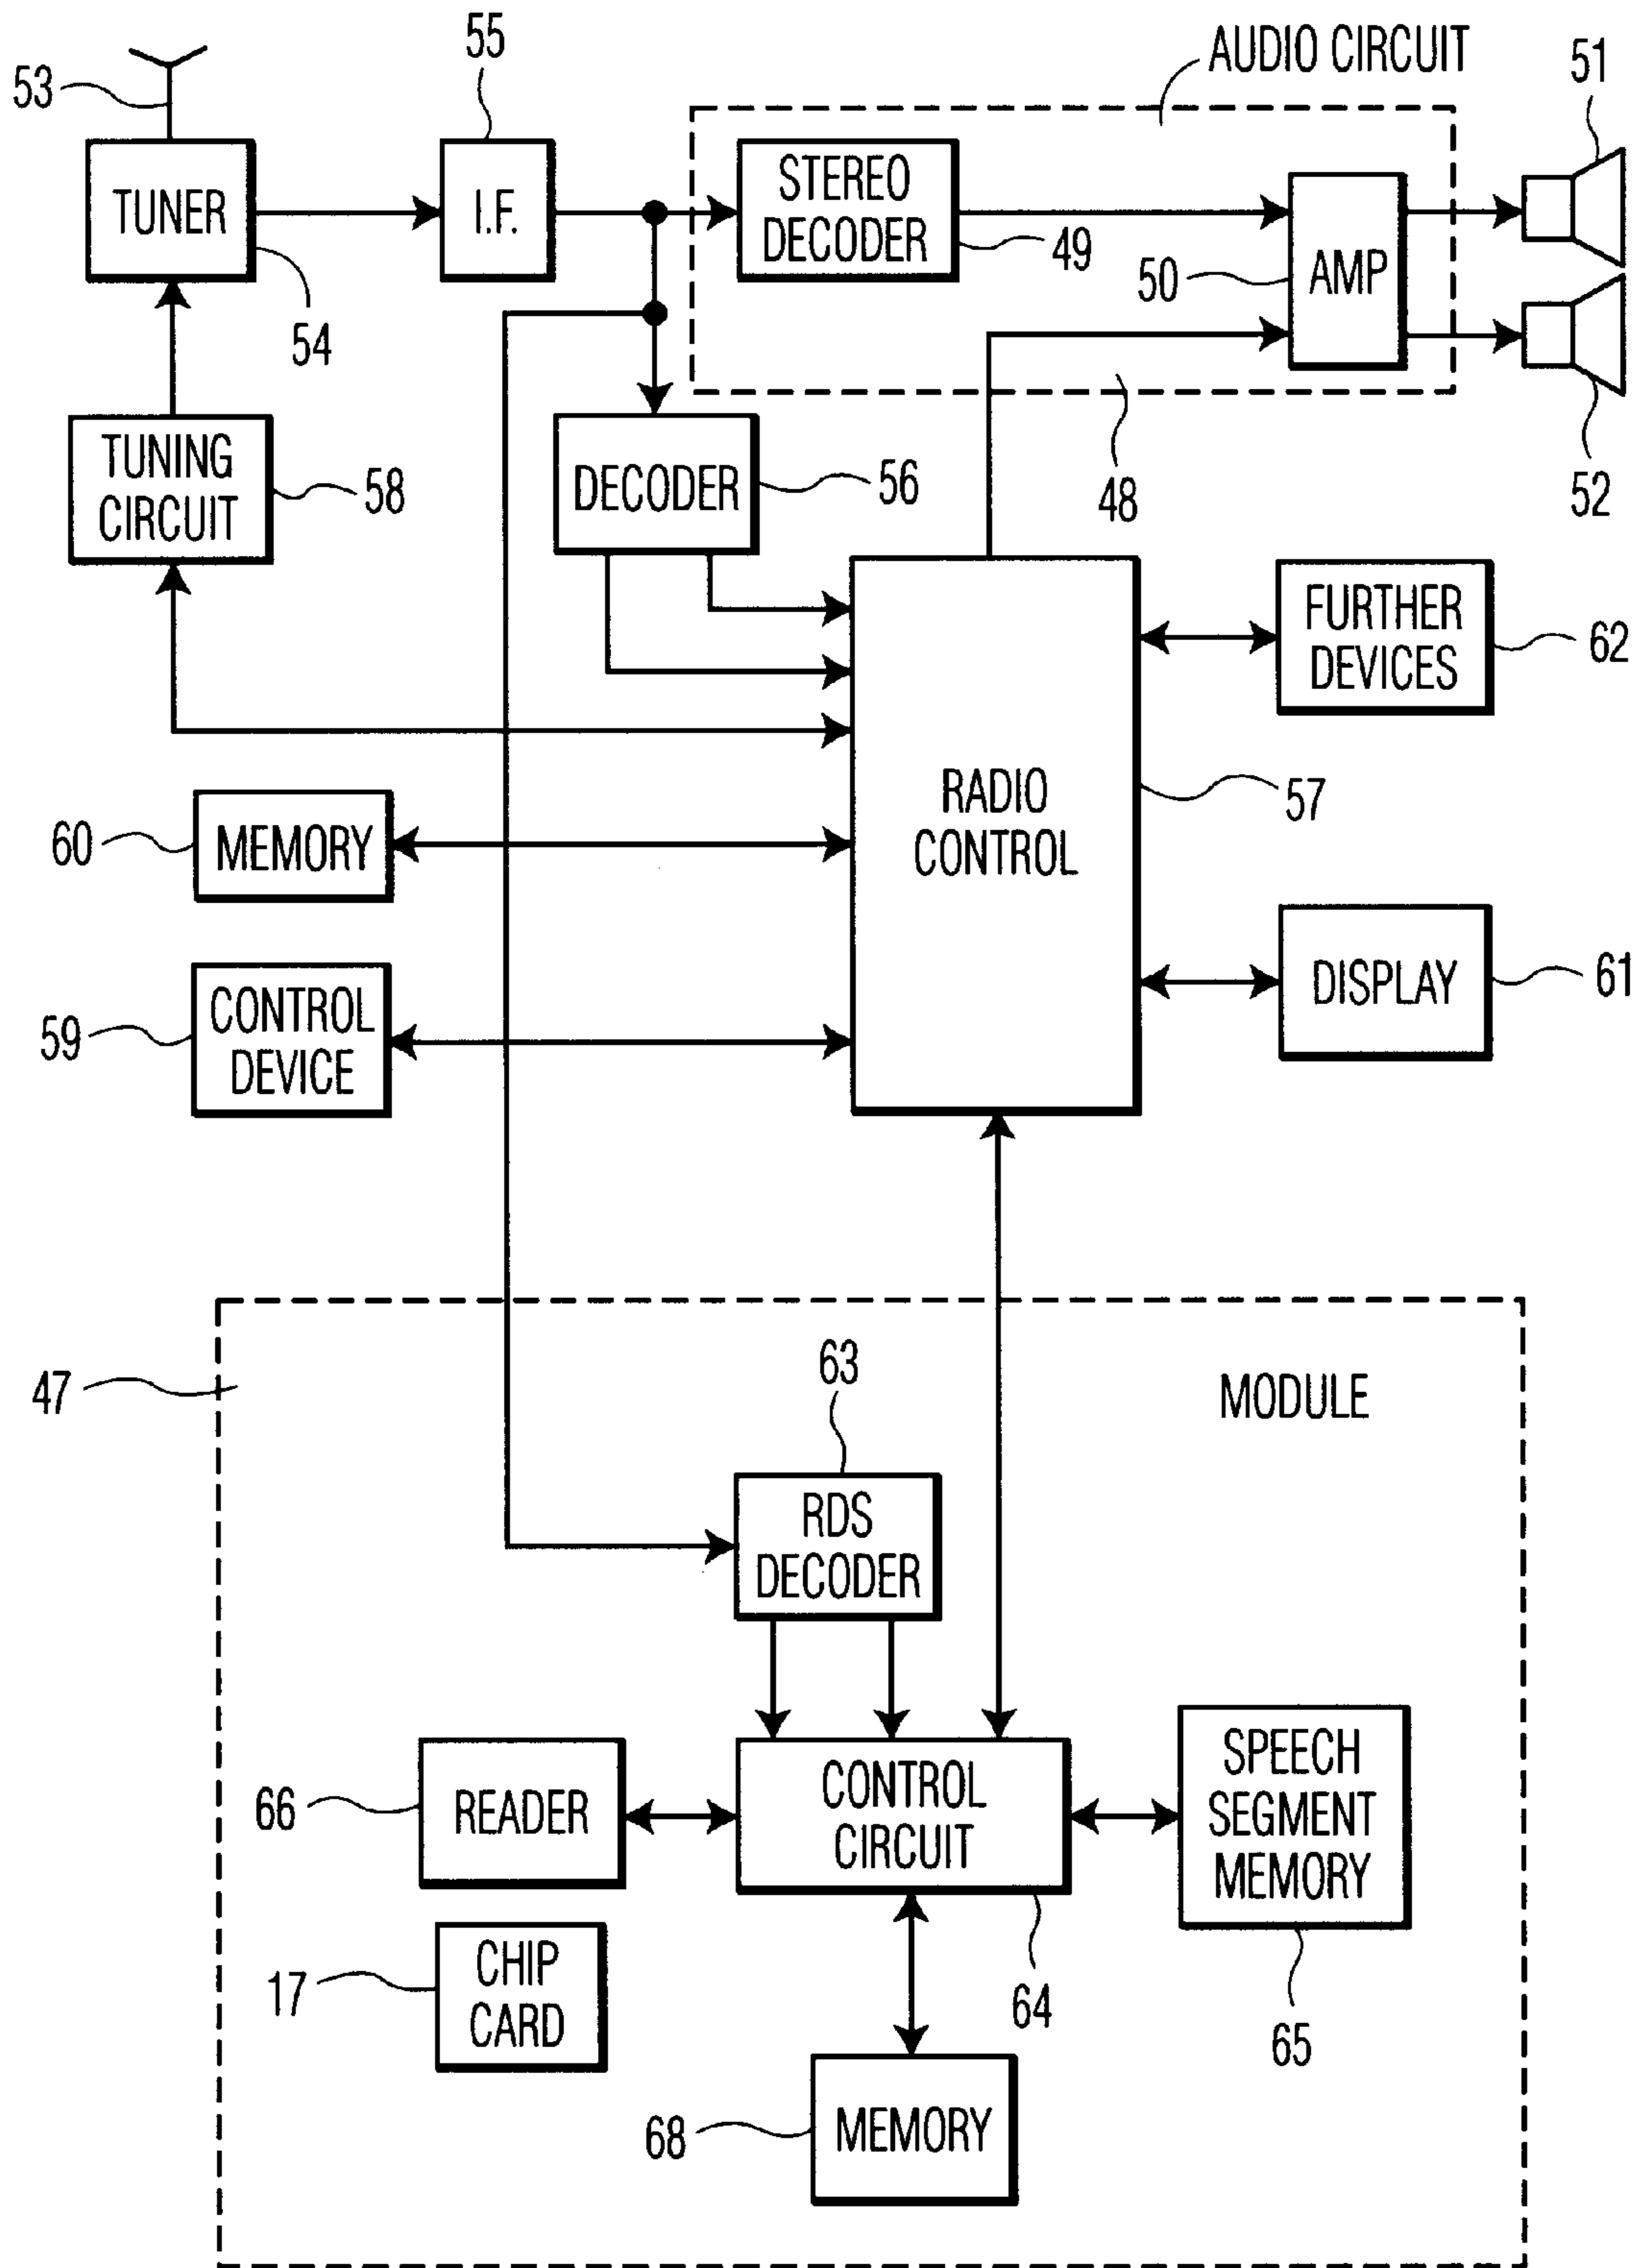 55
AUDIO CIRCUIT
51
53
TUNER
I.F.
STEREO
DECODER
49
50
AMP
54
TUNING
CIRCUIT
58
DECODER
56
48
52
FURTHER
DEVICES
62
RADIO
CONTROL
57
60
MEMORY
59
CONTROL
DEVICE
DISPLAY
61
47
63
MODULE
RDS
DECODER
66
READER
CONTROL
CIRCUIT
SPEECH
SEGMENT
MEMORY
17
CHIP
CARD
64
65
68
MEMORY